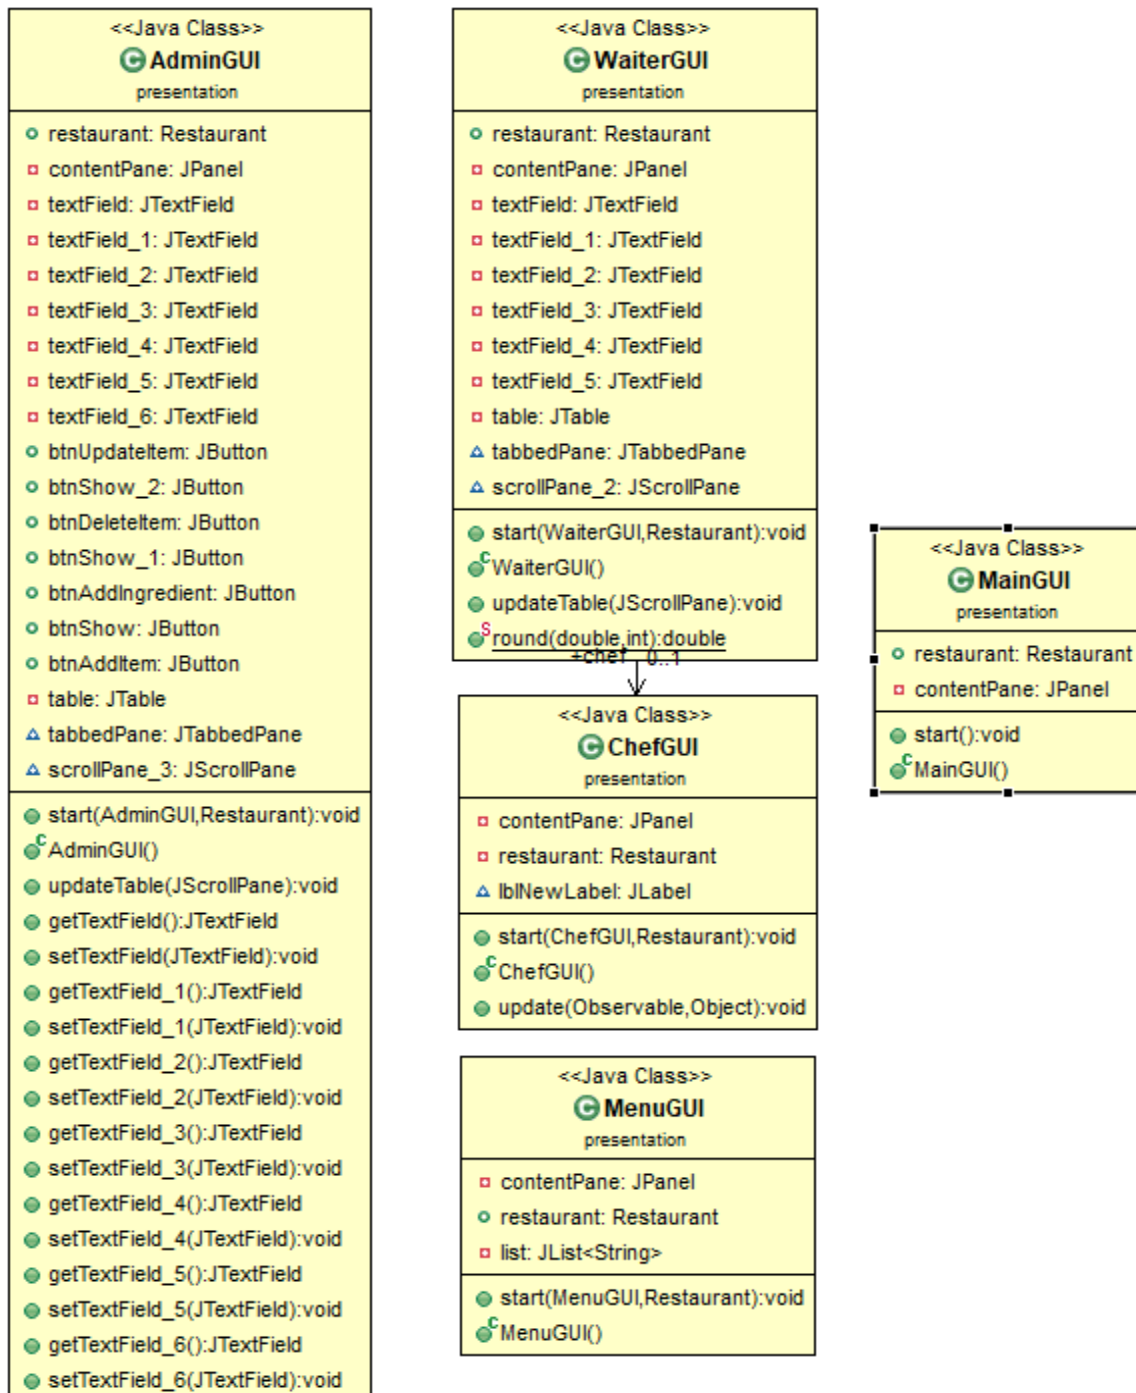 <<Java Class>>
AdminGUI
presentation
restaurant: Restaurant
contentPane: JPanel
textField: JTextField
textField_1: JTextField
textField_2: JTextField
textField_3: JTextField
textField_4: JTextField
textField_5: JTextField
textField_6: JTextField
btnUpdateItem: JButton
btnShow_2: JButton
btnDeleteItem: JButton
btnShow_1: JButton
btnAddIngredient: JButton
btnShow: JButton
btnAddItem: JButton
table: JTable
tabbedPane: JTabbedPane
scrollPane_3: JScrollPane
start(AdminGUI,Restaurant):void
AdminGUI()
updateTable(JScrollPane):void
getTextField():JTextField
setTextField(JTextField):void
getTextField_1():JTextField
setTextField_1(JTextField):void
getTextField_2():JTextField
setTextField_2(JTextField):void
getTextField_3():JTextField
setTextField_3(JTextField):void
getTextField_4():JTextField
setTextField_4(JTextField):void
getTextField_5():JTextField
setTextField_5(JTextField):void
getTextField_6():JTextField
setTextField_6(JTextField):void
<<Java Class>>
WaiterGUI
presentation
restaurant: Restaurant
contentPane: JPanel
textField: JTextField
textField_1: JTextField
textField_2: JTextField
textField_3: JTextField
textField_4: JTextField
textField_5: JTextField
table: JTable
tabbedPane: JTabbedPane
scrollPane_2: JScrollPane
start(WaiterGUI,Restaurant):void
WaiterGUI()
updateTable(JScrollPane):void
round(double,int):double
+chef 0..1
<<Java Class>>
ChefGUI
presentation
contentPane: JPanel
restaurant: Restaurant
lblNewLabel: JLabel
start(ChefGUI,Restaurant):void
ChefGUI()
update(Observable,Object):void
<<Java Class>>
MenuGUI
presentation
contentPane: JPanel
restaurant: Restaurant
list: JList<String>
start(MenuGUI,Restaurant):void
MenuGUI()
<<Java Class>>
MainGUI
presentation
restaurant: Restaurant
contentPane: JPanel
start():void
MainGUI()